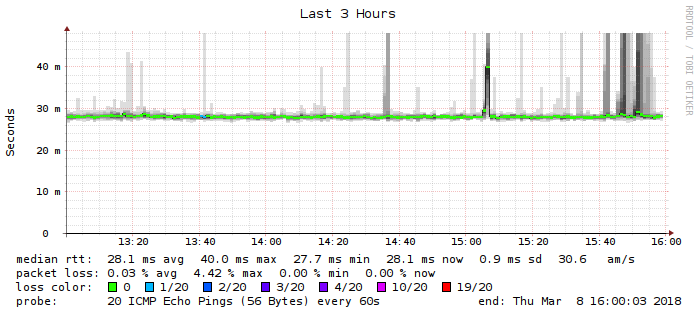 Last 3 Hours
RRDTOOL / TOBI OETIKER
Seconds
40 m
30 m
20 m
10 m
0
13:20 13:40 14:00 14:20 14:40 15:00 15:20 15:40 16:00
median rtt: 28.1 ms avg 40.0 ms max 27.7 ms min 28.1 ms now 0.9 ms sd 30.6 am/s
packet loss: 0.03 % avg 4.42 % max 0.00 % min 0.00 % now
loss color: 0 1/20 2/20 3/20 4/20 10/20 19/20
probe: 20 ICMP Echo Pings (56 Bytes) every 60s end: Thu Mar 8 16:00:03 2018